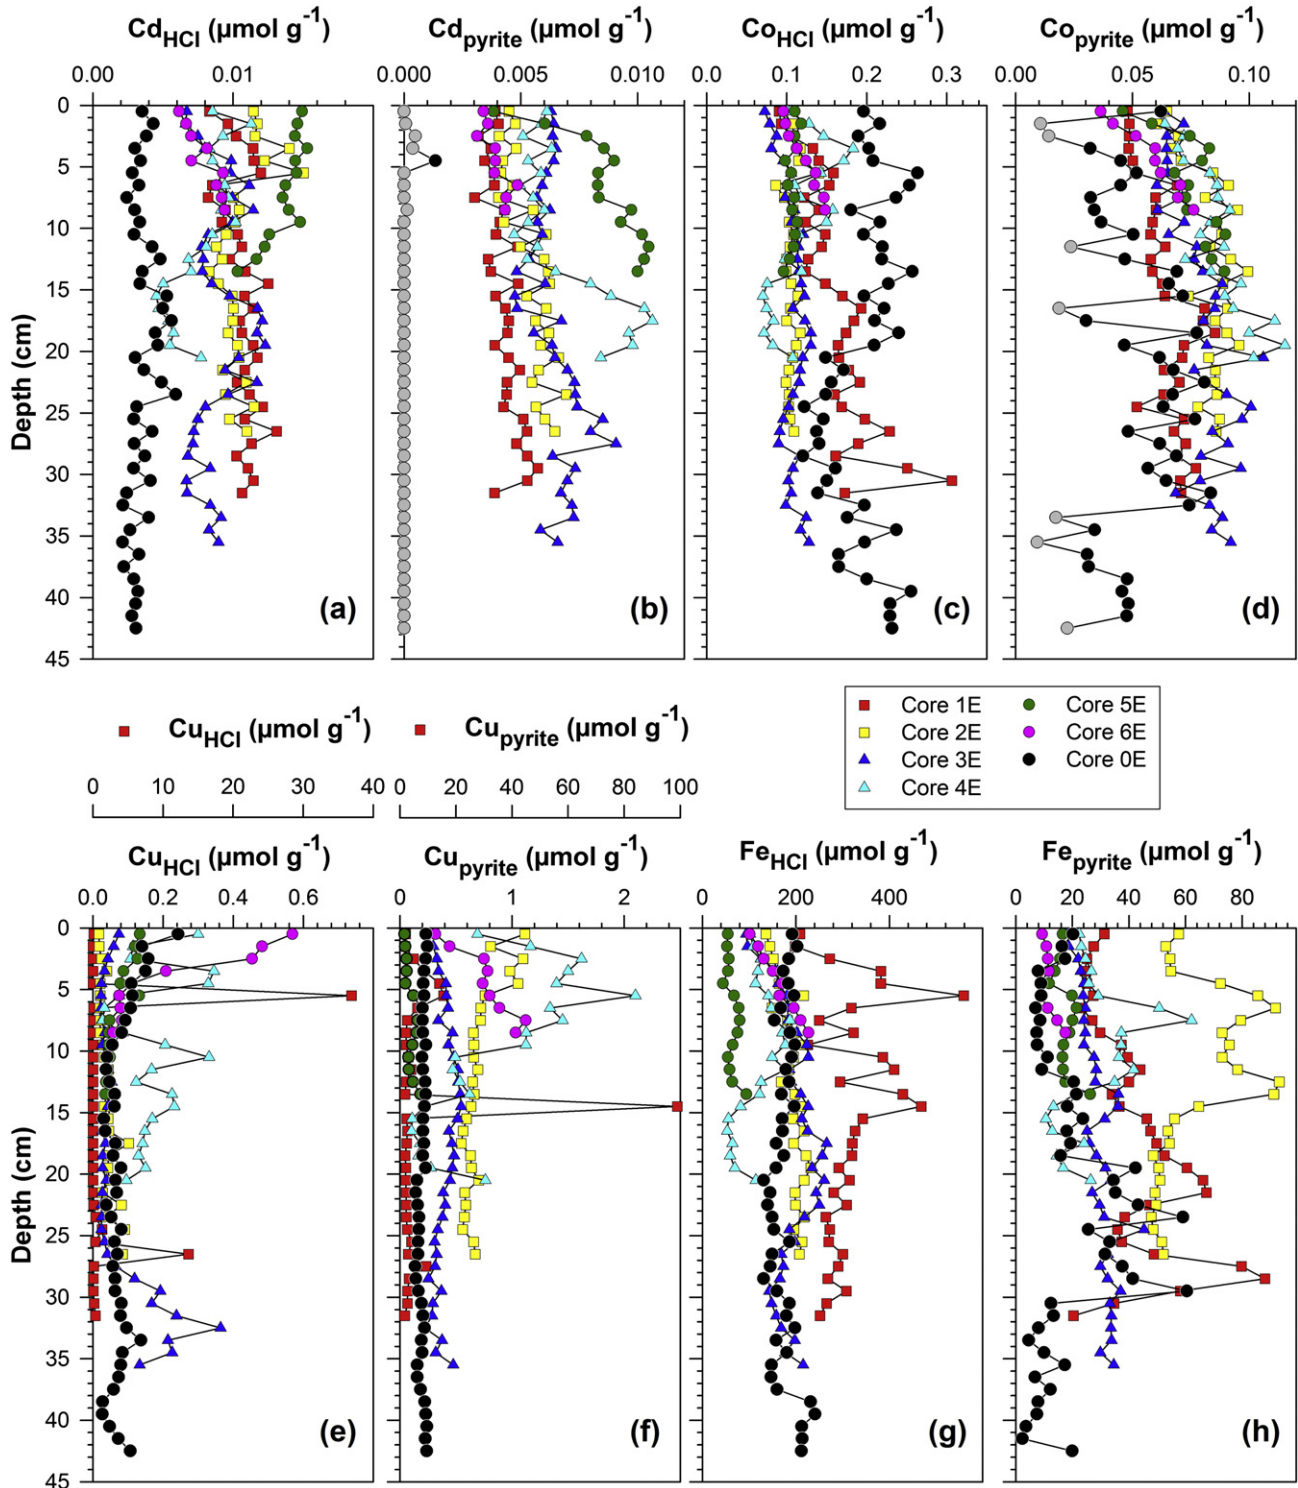 Cd_HCl (µmol g⁻¹)
Cd_pyrite (µmol g⁻¹)
Co_HCl (µmol g⁻¹)
Co_pyrite (µmol g⁻¹)
0.00 0.01
0.000 0.005 0.010
0.0 0.1 0.2 0.3
0.00 0.05 0.10
Depth (cm)
0
5
10
15
20
25
30
35
40
45
(a)
(b)
(c)
(d)
Core 1E Core 5E
Core 2E Core 6E
Core 3E Core 0E
Core 4E
Cu_HCl (µmol g⁻¹)
Cu_pyrite (µmol g⁻¹)
0 10 20 30 40
0 20 40 60 80 100
Cu_HCl (µmol g⁻¹)
Cu_pyrite (µmol g⁻¹)
Fe_HCl (µmol g⁻¹)
Fe_pyrite (µmol g⁻¹)
0.0 0.2 0.4 0.6
0 1 2
0 200 400
0 20 40 60 80
Depth (cm)
0
5
10
15
20
25
30
35
40
45
(e)
(f)
(g)
(h)